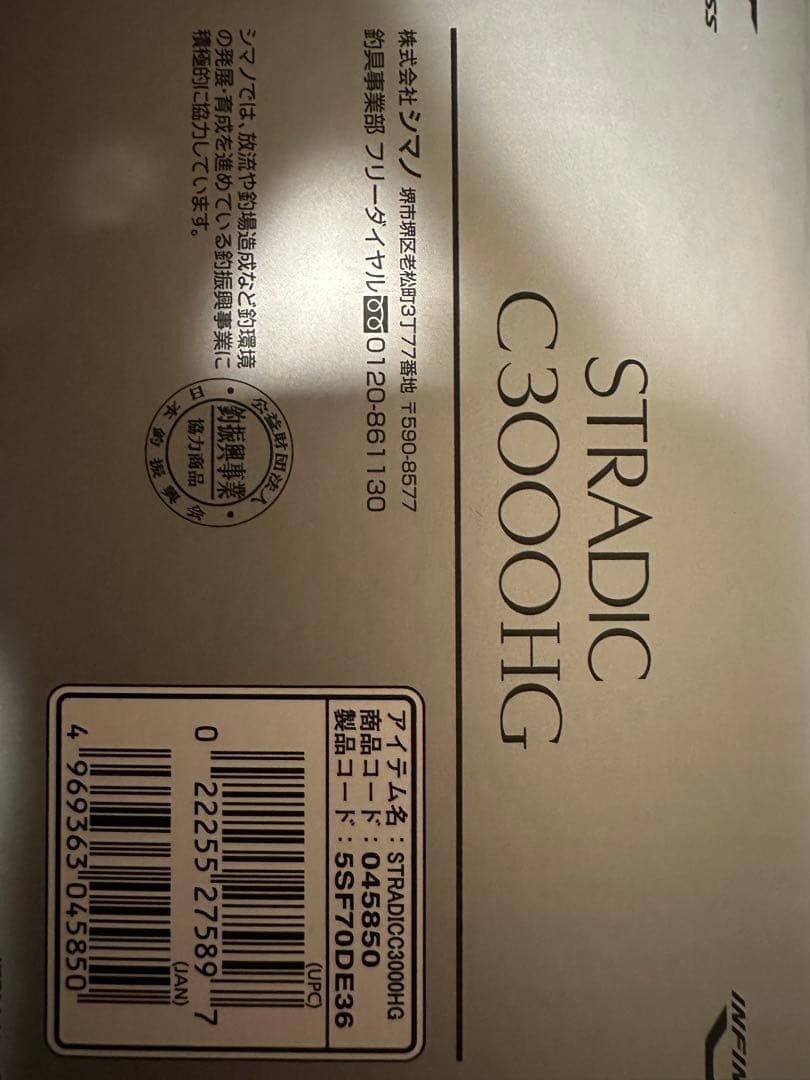 STRADIC
C3000HG
株式会社シマノ 堺市堺区老松町3丁77番地 〒590-8577
釣具事業部 フリーダイヤル 0120-861130
シマノでは、放流や釣場造成など釣環境
の発展・育成を進めている釣振興事業に
積極的に協力しています。
公益財団法人
釣振興事業
協力商品
日本釣振興会
アイテム名:STRADICC3000HG
商品コード:045850
製品コード:5SF70DE36
(UPC)
0 22255 27589 7
(JAN)
4 969363 045850